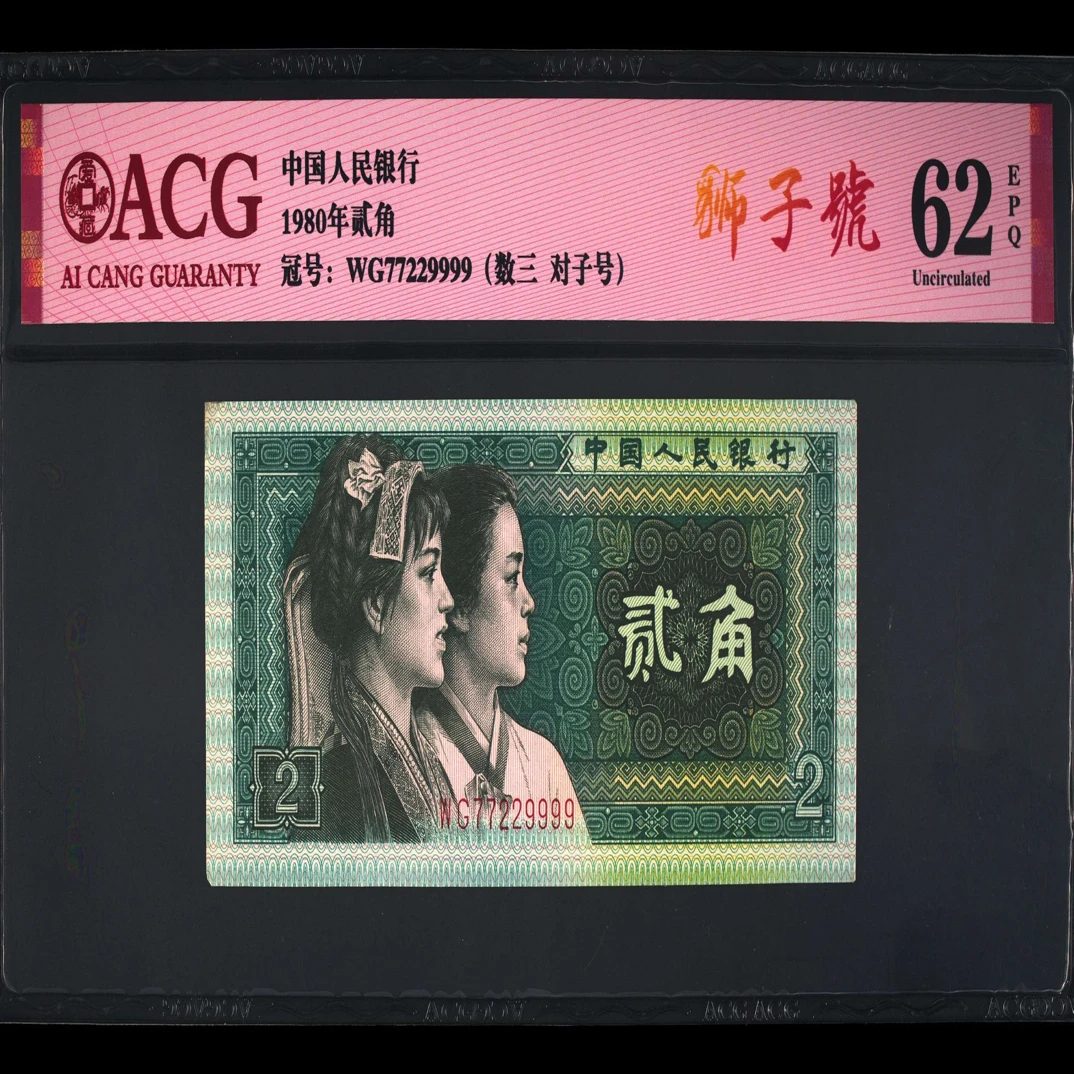 ACG
AI CANG GUARANTY
中国人民银行
1980年贰角
冠号：WG77229999（数三 对子号）
狮子號
62
EPQ
Uncirculated
中国人民银行
贰角
2
2
WG77229999